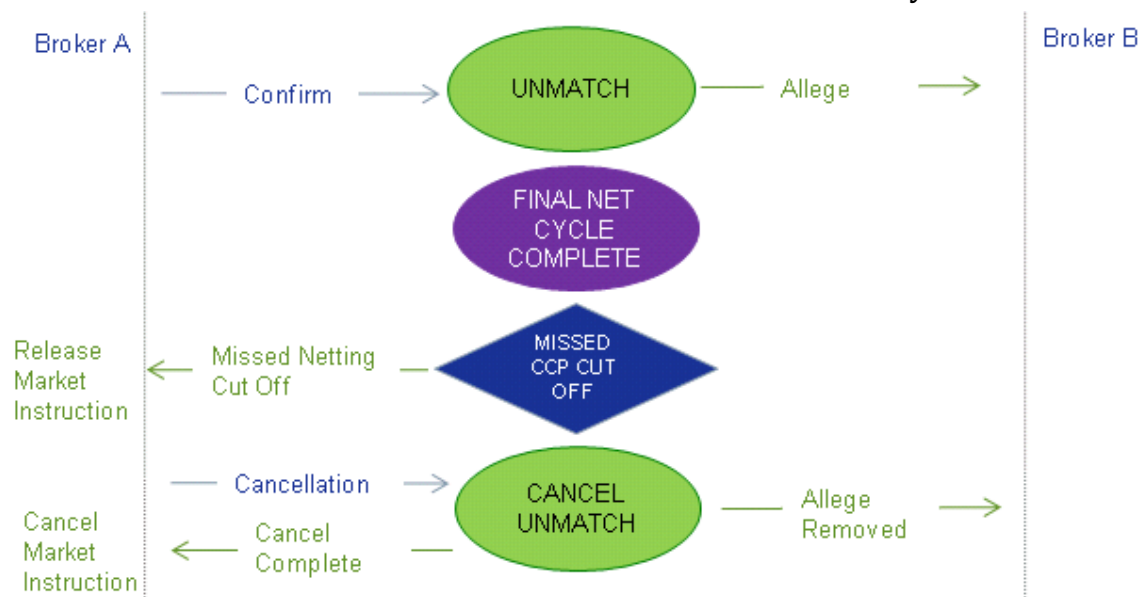 Broker A
Broker B
Confirm
UNMATCH
Allege
FINAL NET
CYCLE
COMPLETE
MISSED
CCP CUT
OFF
Release
Market
Instruction
Missed Netting
Cut Off
Cancellation
CANCEL
UNMATCH
Allege
Removed
Cancel
Market
Instruction
Cancel
Complete